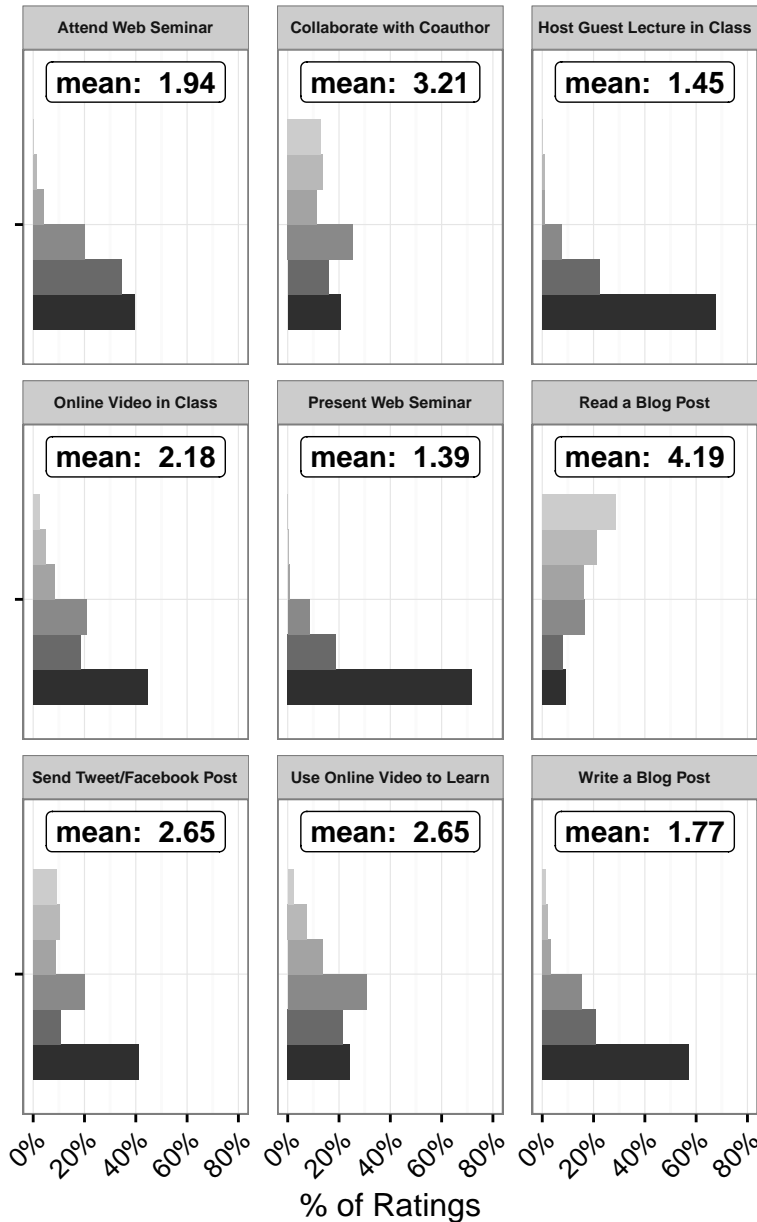 Attend Web Seminar
Collaborate with Coauthor
Host Guest Lecture in Class
mean: 1.94
mean: 3.21
mean: 1.45
Online Video in Class
Present Web Seminar
Read a Blog Post
mean: 2.18
mean: 1.39
mean: 4.19
Send Tweet/Facebook Post
Use Online Video to Learn
Write a Blog Post
mean: 2.65
mean: 2.65
mean: 1.77
0% 20% 40% 60% 80%
0% 20% 40% 60% 80%
0% 20% 40% 60% 80%
% of Ratings